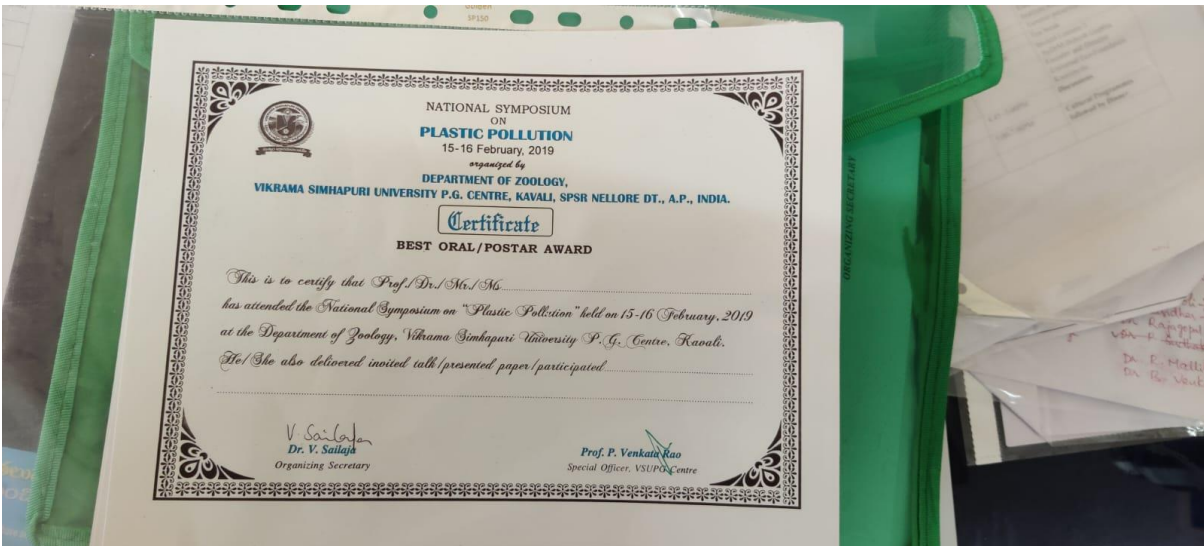 SP150
NATIONAL SYMPOSIUM
ON
PLASTIC POLLUTION
15-16 February, 2019
organized by
DEPARTMENT OF ZOOLOGY,
VIKRAMA SIMHAPURI UNIVERSITY P.G. CENTRE, KAVALI, SPSR NELLORE DT., A.P., INDIA.
Certificate
BEST ORAL/POSTAR AWARD
This is to certify that Prof./Dr./Mr./Ms
has attended the National Symposium on "Plastic Pollution" held on 15-16 February, 2019
at the Department of Zoology, Vikrama Simhapuri University P.G. Centre, Kavali.
He/ She also delivered invited talk/presented paper/participated
V. Sailaja
Dr. V. Sailaja
Organizing Secretary
Prof. P. Venkata Rao
Special Officer, VSUPG Centre
ORGANIZING SECRETARY